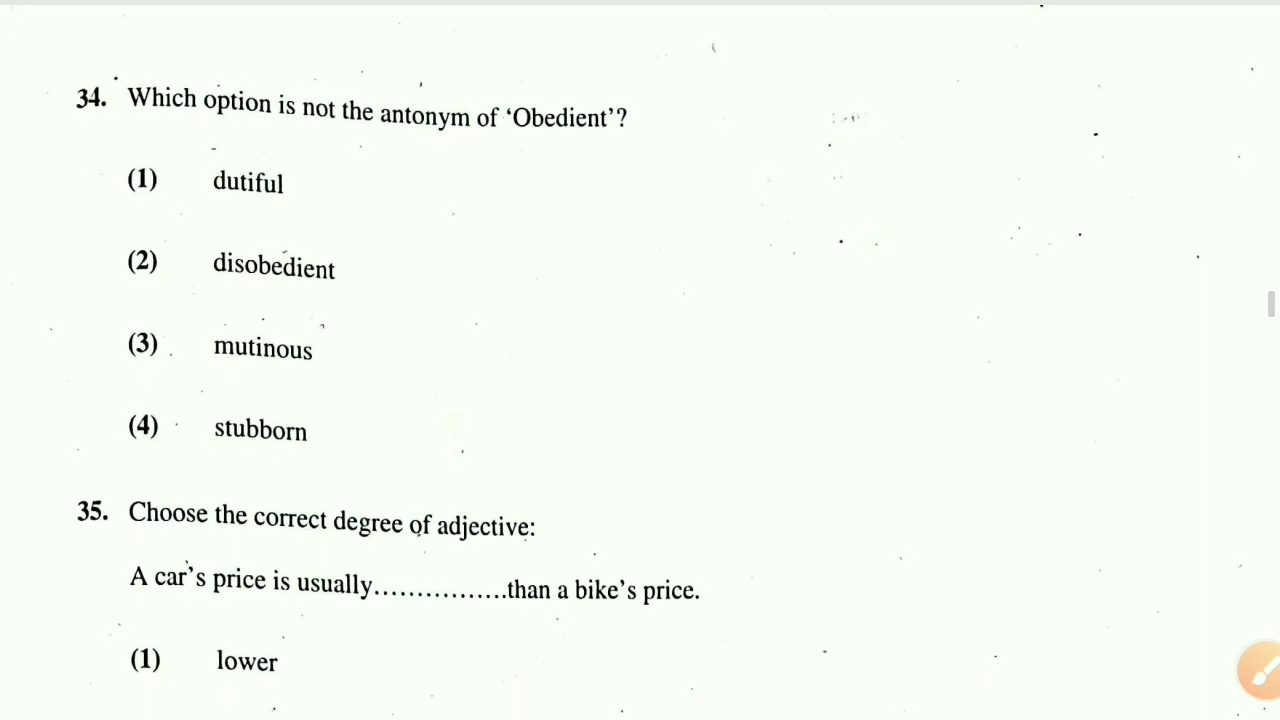 34. Which option is not the antonym of ‘Obedient’?
(1) dutiful
(2) disobedient
(3) mutinous
(4) stubborn
35. Choose the correct degree of adjective:
A car’s price is usually................than a bike’s price.
(1) lower